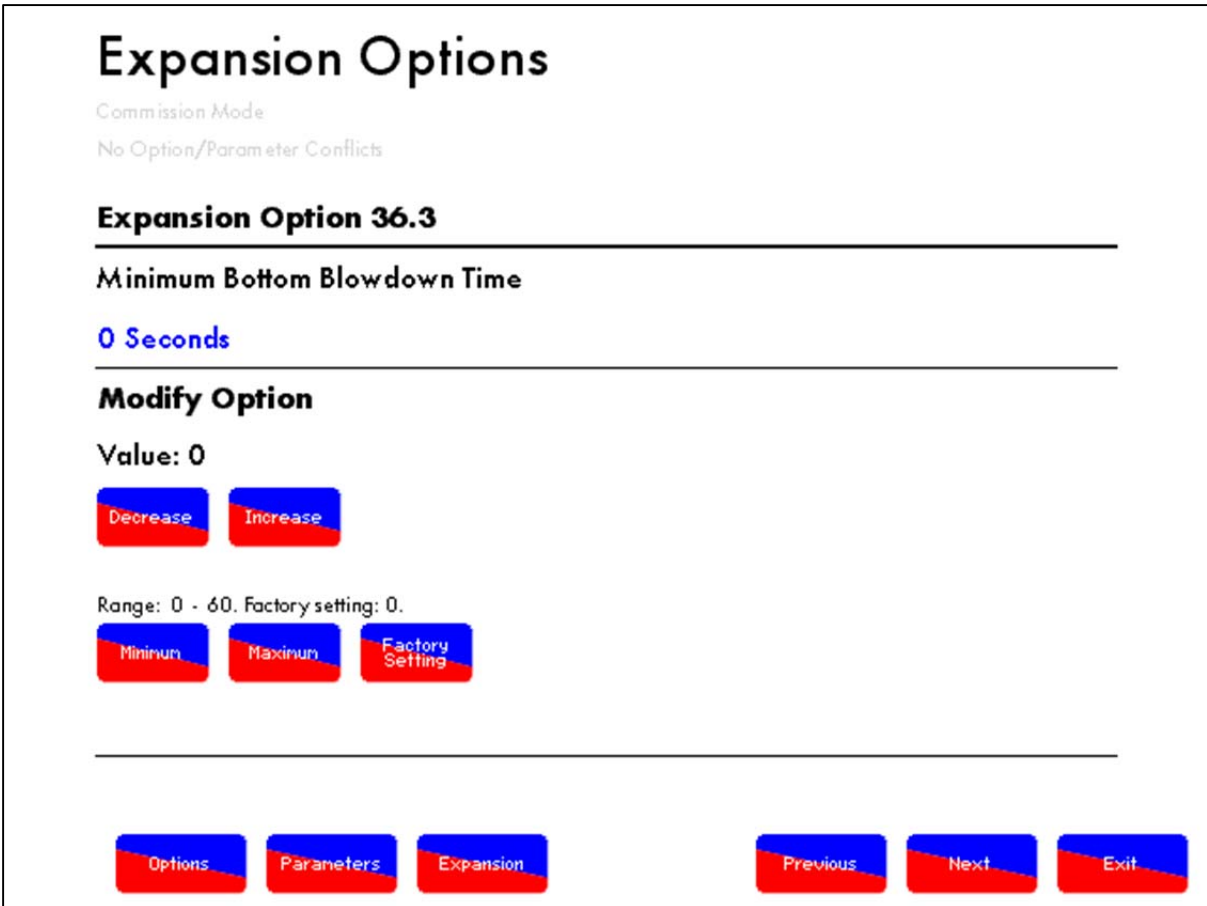 Expansion Options
Commission Mode
No Option/Parameter Conflicts
Expansion Option 36.3
Minimum Bottom Blowdown Time
0 Seconds
Modify Option
Value: 0
Decrease Increase
Range: 0 - 60. Factory setting: 0.
Minimum Maximum Factory Setting
Options Parameters Expansion Previous Next Exit